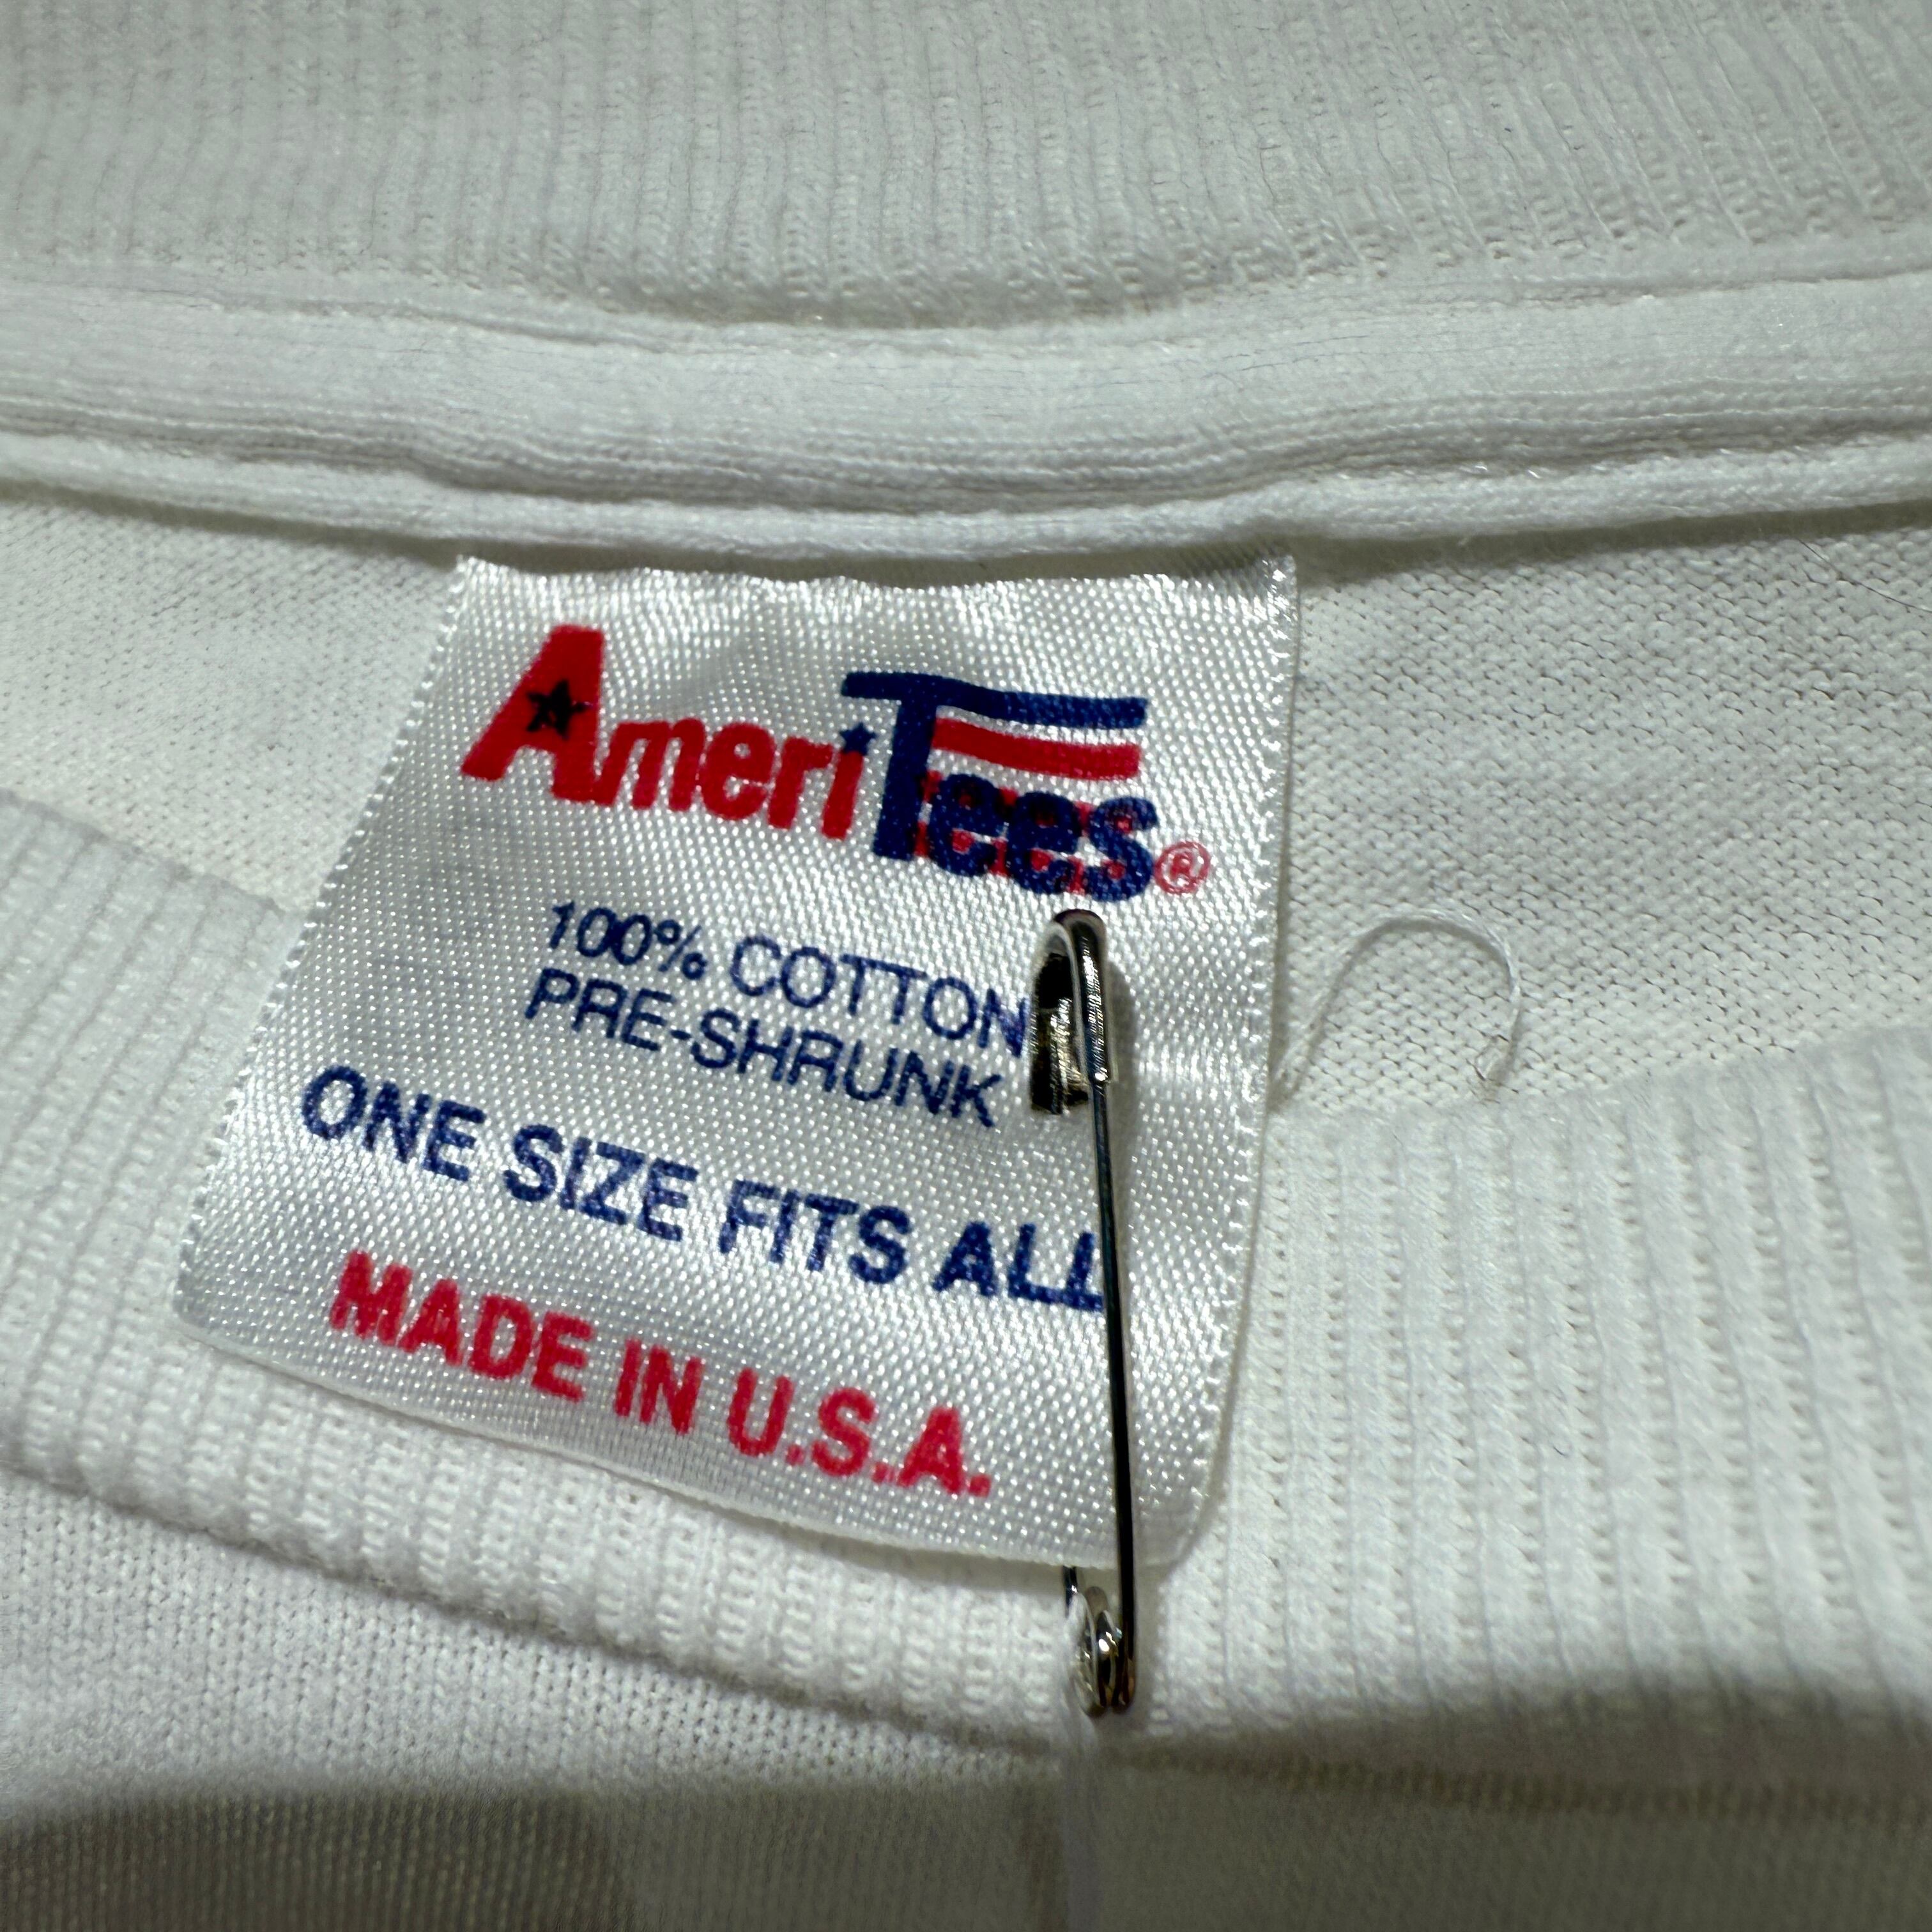 AmeriTees®
100% COTTON
PRE-SHRUNK
ONE SIZE FITS ALL
MADE IN U.S.A.